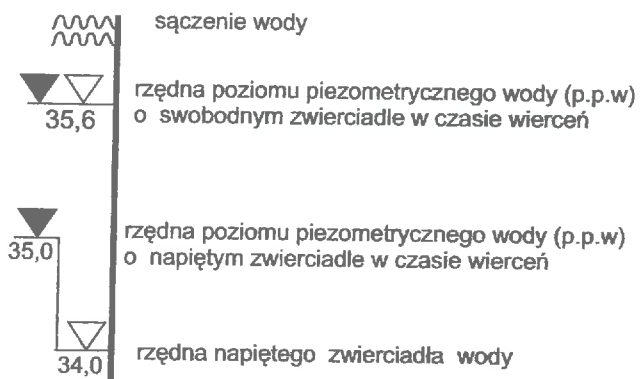 sączenie wody
rzędna poziomu piezometrycznego wody (p.p.w)
35,6
o swobodnym zwierciadle w czasie wierceń
rzędna poziomu piezometrycznego wody (p.p.w)
35,0
o napiętym zwierciadle w czasie wierceń
rzędna napiętego zwierciadła wody
34,0